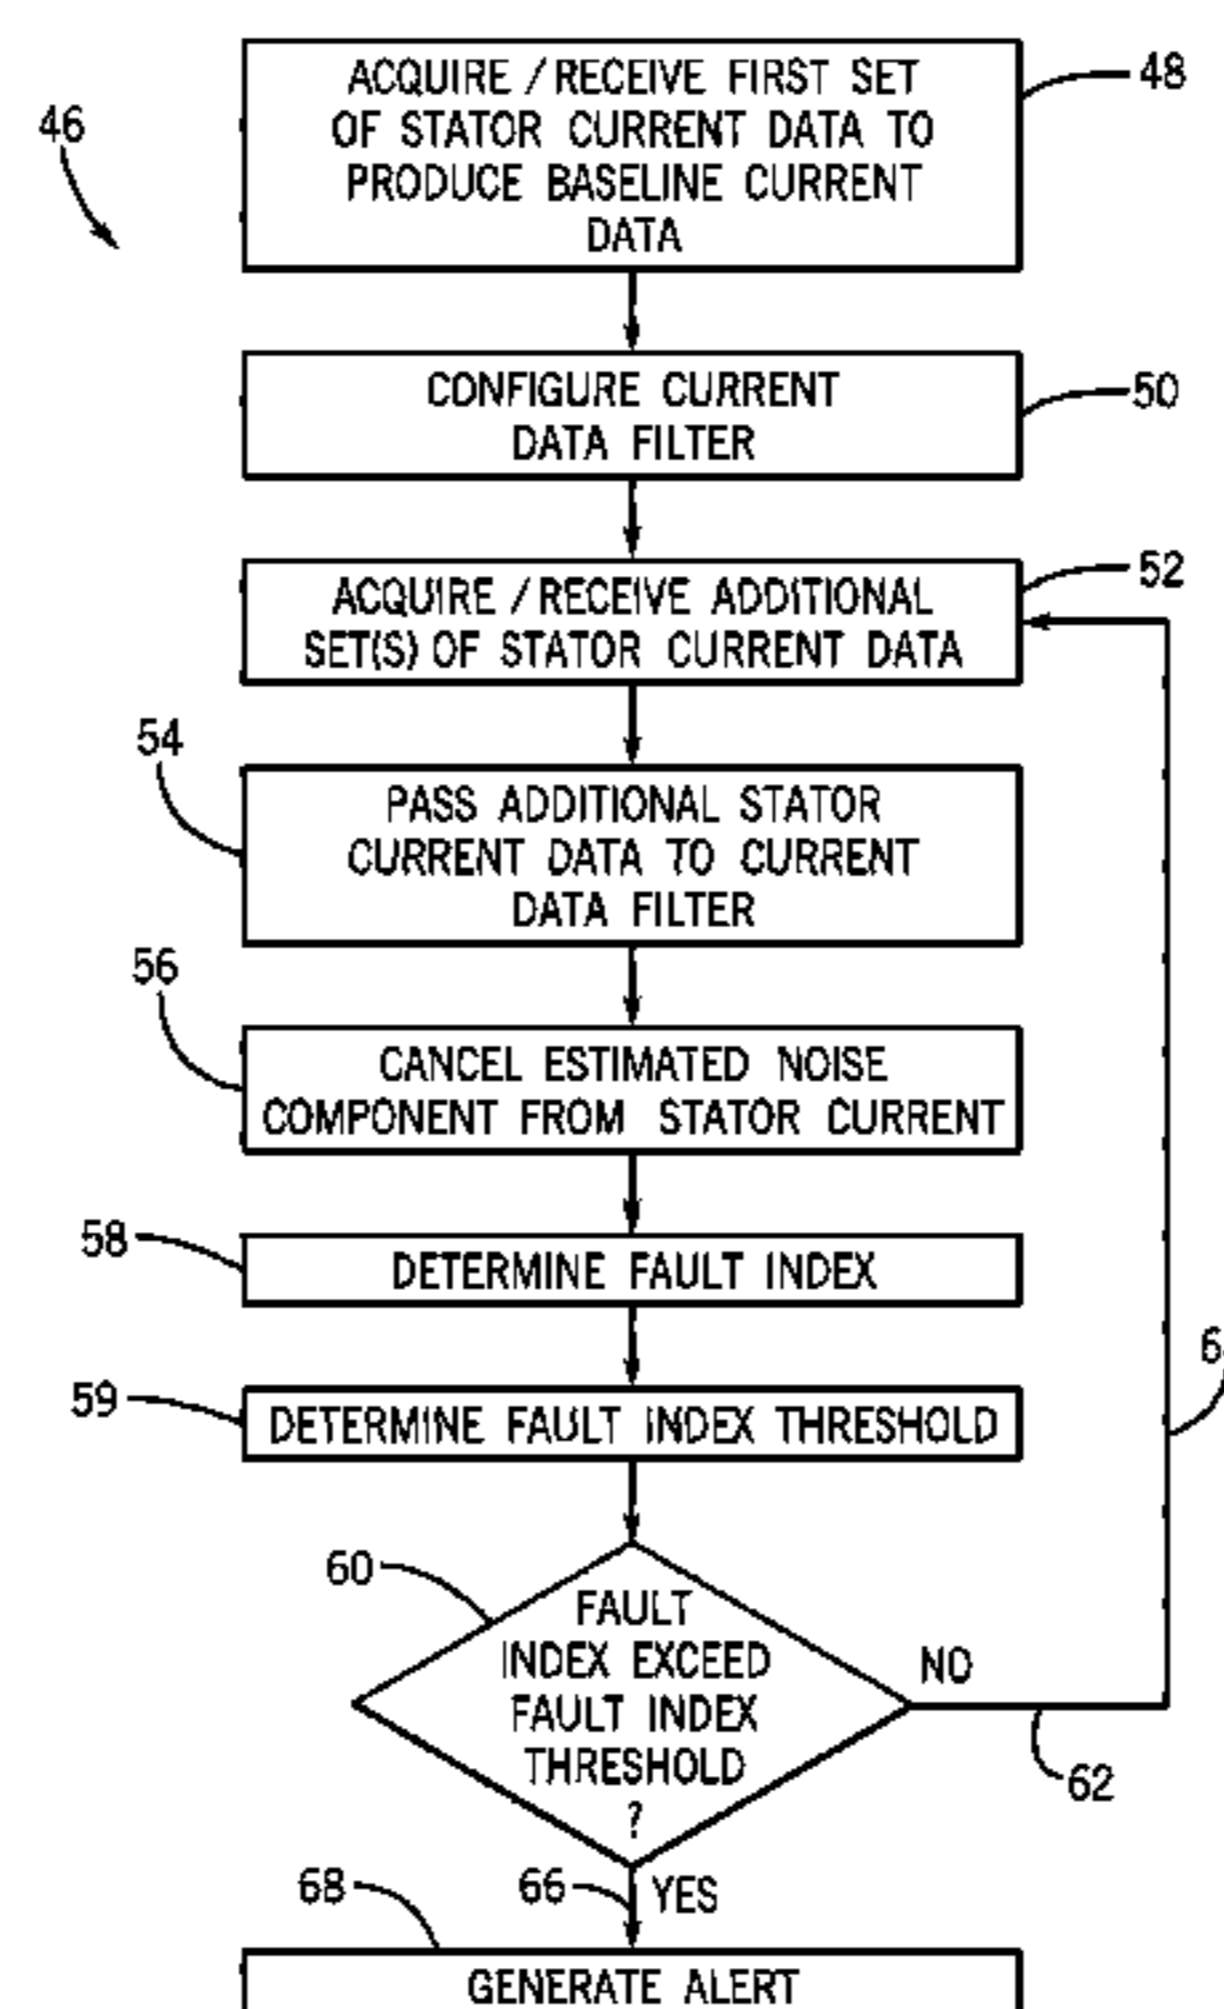 ACQUIRE / RECEIVE FIRST SET
OF STATOR CURRENT DATA TO
PRODUCE BASELINE CURRENT
DATA
48
46
CONFIGURE CURRENT
DATA FILTER
50
ACQUIRE / RECEIVE ADDITIONAL
SET(S) OF STATOR CURRENT DATA
52
54
PASS ADDITIONAL STATOR
CURRENT DATA TO CURRENT
DATA FILTER
56
CANCEL ESTIMATED NOISE
COMPONENT FROM STATOR CURRENT
58
DETERMINE FAULT INDEX
59
DETERMINE FAULT INDEX THRESHOLD
60
FAULT
INDEX EXCEED
FAULT INDEX
THRESHOLD
?
NO
62
68
66
YES
GENERATE ALERT